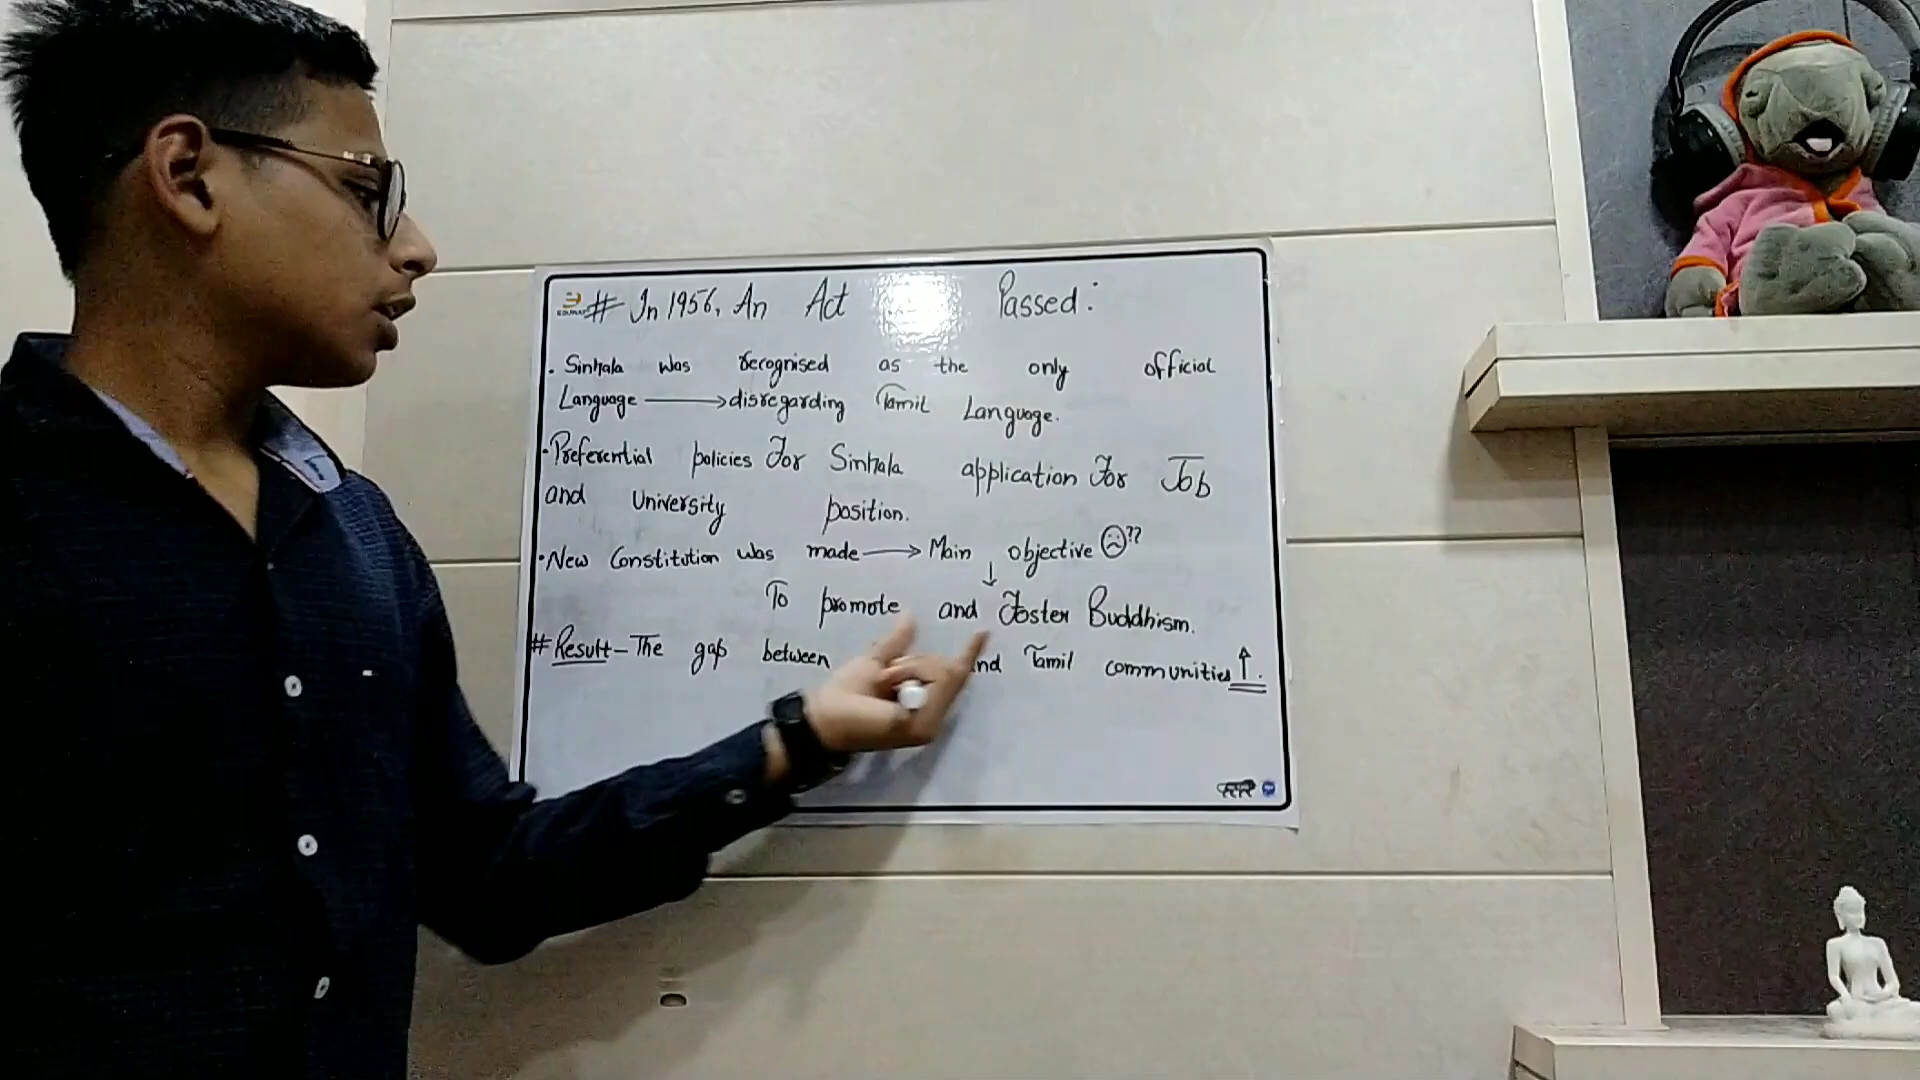 # In 1956, An Act Passed:
• Sinhala was recognised as the only official
Language → disregarding Tamil Language.
• Preferential policies For Sinhala application For Job
and University position.
• New Constitution was made → Main objective ☹??
↓
To promote and Foster Buddhism.
# Result - The gap between and Tamil communities ↑.